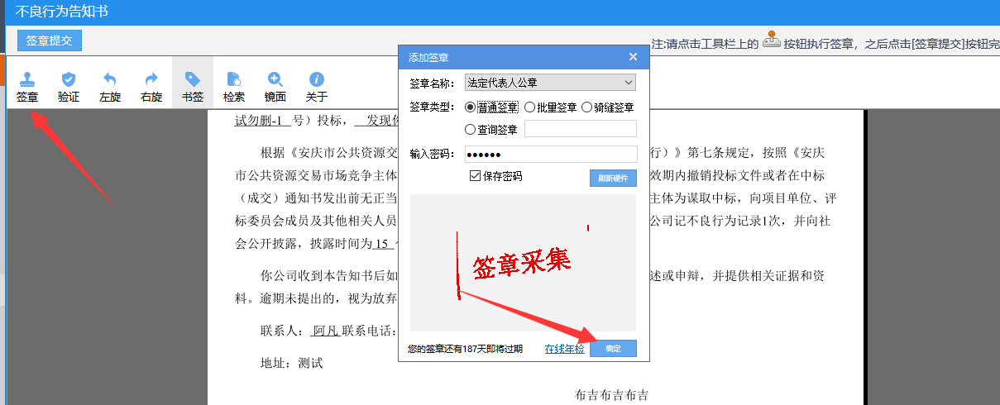 不良行为告知书
签章提交
注:请点击工具栏上的 按钮执行签章，之后点击[签章提交]按钮完
签章 验证 左旋 右旋 书签 检索 镜面 关于
添加签章
签章名称： 法定代表人公章
签章类型： 普通签章 批量签章 骑缝签章
查询签章
输入密码： ●●●●●●
保存密码 刷新硬件
签章采集
您的签章还有187天即将过期 在线年检 确定
试勿删-1 号）投标， 发现你
根据《安庆市公共资源交 行）》第七条规定，按照《安庆
市公共资源交易市场竞争主体 效期内撤销投标文件或者在中标
（成交）通知书发出前无正当 主体为谋取中标，向项目单位、评
标委员会成员及其他相关人员 公司记不良行为记录1次，并向社
会公开披露，披露时间为 15
你公司收到本告知书后如 述或申辩，并提供相关证据和资
料。逾期未提出的，视为放弃
联系人： 阿凡 联系电话：
地址：测试
布吉布吉布吉